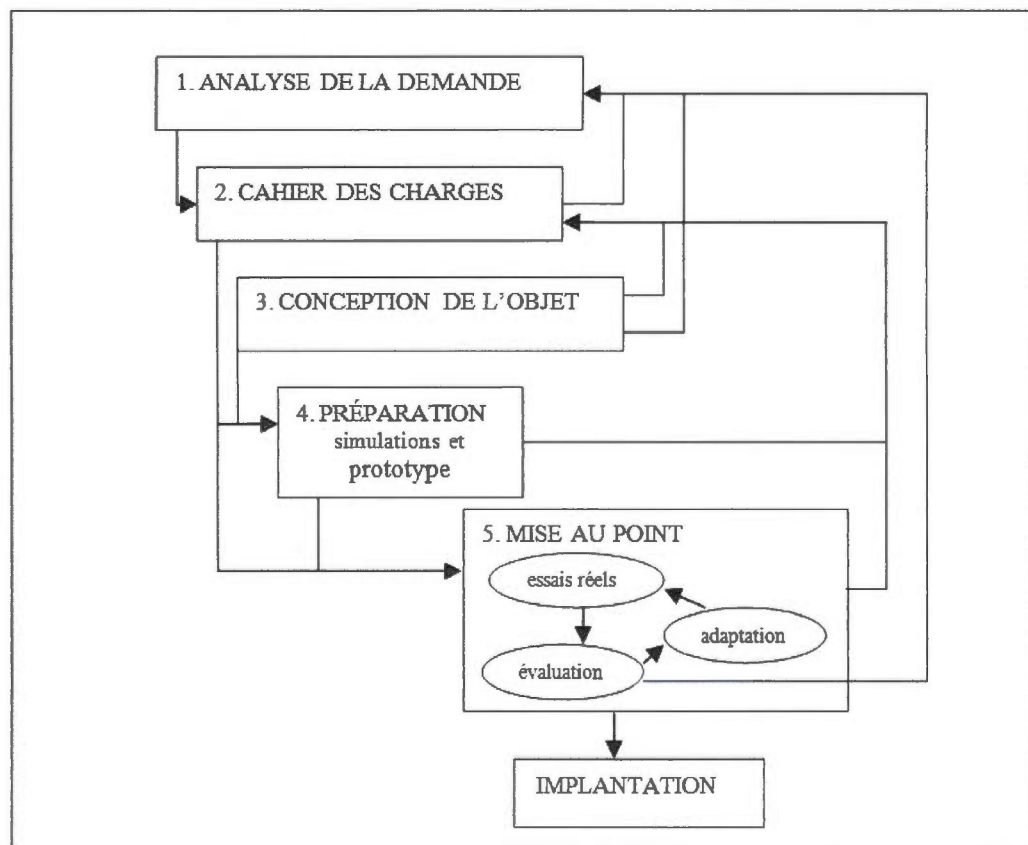 1. ANALYSE DE LA DEMANDE
2. CAHIER DES CHARGES
3. CONCEPTION DE L'OBJET
4. PRÉPARATION
simulations et
prototype
5. MISE AU POINT
essais réels
adaptation
évaluation
IMPLANTATION